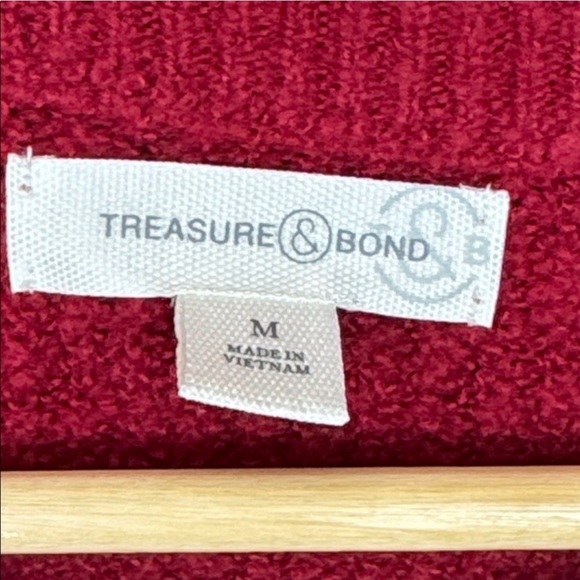 TREASURE & BOND
& B
M
MADE IN
VIETNAM